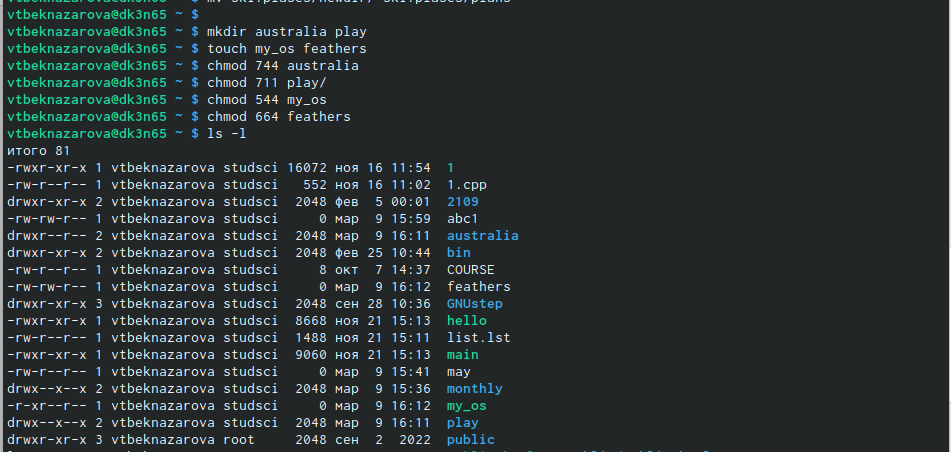 mv ski.plases/newdir/ ski.plases/plans
vtbeknazarova@dk3n65 ~ $
vtbeknazarova@dk3n65 ~ $ mkdir australia play
vtbeknazarova@dk3n65 ~ $ touch my_os feathers
vtbeknazarova@dk3n65 ~ $ chmod 744 australia
vtbeknazarova@dk3n65 ~ $ chmod 711 play/
vtbeknazarova@dk3n65 ~ $ chmod 544 my_os
vtbeknazarova@dk3n65 ~ $ chmod 664 feathers
vtbeknazarova@dk3n65 ~ $ ls -l
итого 81
-rwxr-xr-x 1 vtbeknazarova studsci 16072 ноя 16 11:54  1
-rw-r--r-- 1 vtbeknazarova studsci   552 ноя 16 11:02  1.cpp
drwxr-xr-x 2 vtbeknazarova studsci  2048 фев  5 00:01  2109
-rw-rw-r-- 1 vtbeknazarova studsci     0 мар  9 15:59  abc1
drwxr--r-- 2 vtbeknazarova studsci  2048 мар  9 16:11  australia
drwxr-xr-x 2 vtbeknazarova studsci  2048 фев 25 10:44  bin
-rw-r--r-- 1 vtbeknazarova studsci     8 окт  7 14:37  COURSE
-rw-rw-r-- 1 vtbeknazarova studsci     0 мар  9 16:12  feathers
drwxr-xr-x 3 vtbeknazarova studsci  2048 сен 28 10:36  GNUstep
-rwxr-xr-x 1 vtbeknazarova studsci  8668 ноя 21 15:13  hello
-rw-r--r-- 1 vtbeknazarova studsci  1488 ноя 21 15:11  list.lst
-rwxr-xr-x 1 vtbeknazarova studsci  9060 ноя 21 15:13  main
-rw-r--r-- 1 vtbeknazarova studsci     0 мар  9 15:41  may
drwx--x--x 2 vtbeknazarova studsci  2048 мар  9 15:36  monthly
-r-xr--r-- 1 vtbeknazarova studsci     0 мар  9 16:12  my_os
drwx--x--x 2 vtbeknazarova studsci  2048 мар  9 16:11  play
drwxr-xr-x 3 vtbeknazarova root     2048 сен  2  2022  public